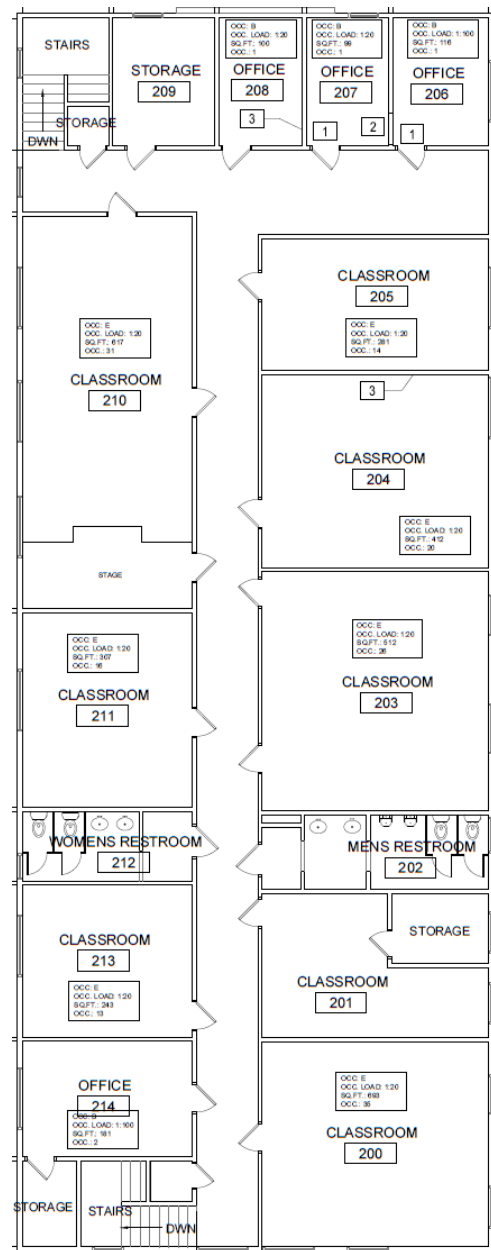 STAIRS
STORAGE
DWN
STORAGE
209
OCC: B
OCC. LOAD: 1:20
SQ.FT.: 100
OCC.: 1
OFFICE
208
3
OCC: B
OCC. LOAD: 1:20
SQ.FT.: 99
OCC.: 1
OFFICE
207
1
2
OCC: B
OCC. LOAD: 1:100
SQ.FT.: 116
OCC.: 1
OFFICE
206
1
CLASSROOM
205
OCC: E
OCC. LOAD: 1:20
SQ.FT.: 281
OCC.: 14
OCC: E
OCC. LOAD: 1:20
SQ.FT.: 617
OCC.: 31
CLASSROOM
210
3
CLASSROOM
204
OCC: E
OCC. LOAD: 1:20
SQ.FT.: 412
OCC.: 20
STAGE
OCC: E
OCC. LOAD: 1:20
SQ.FT.: 307
OCC.: 16
CLASSROOM
211
OCC: E
OCC. LOAD: 1:20
SQ.FT.: 512
OCC.: 26
CLASSROOM
203
WOMENS RESTROOM
212
MENS RESTROOM
202
CLASSROOM
213
OCC: E
OCC. LOAD: 1:20
SQ.FT.: 243
OCC.: 13
STORAGE
CLASSROOM
201
OFFICE
214
OCC: B
OCC. LOAD: 1:100
SQ.FT.: 181
OCC.: 2
OCC: E
OCC. LOAD: 1:20
SQ.FT.: 693
OCC.: 35
CLASSROOM
200
STORAGE
STAIRS
DWN